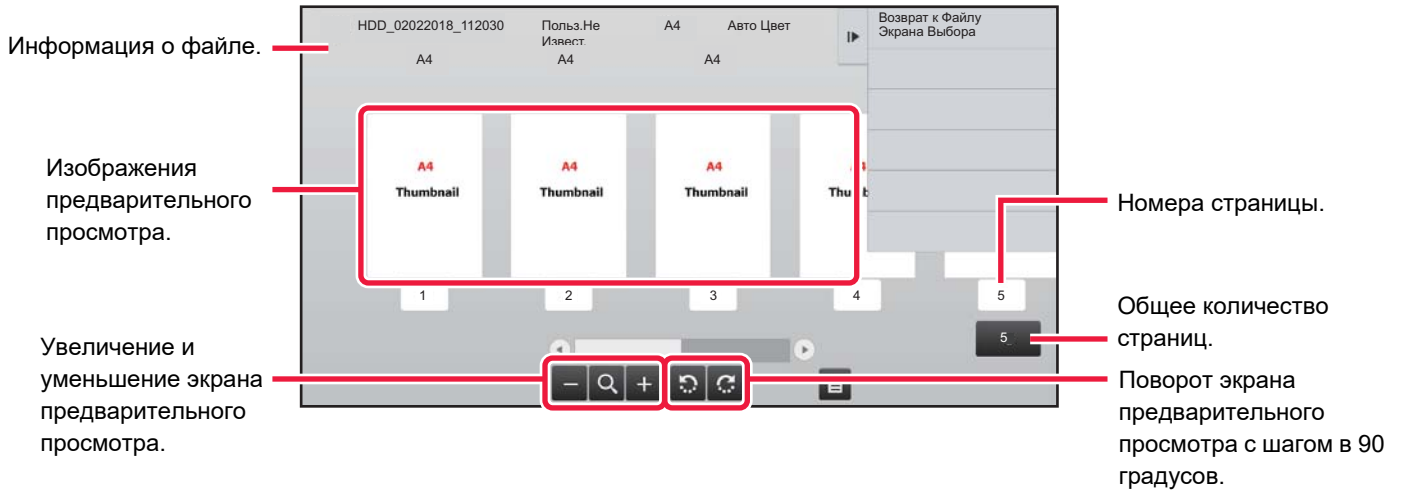 HDD_02022018_112030 Польз.Не Извест. A4 Авто Цвет
Возврат к Файлу
Экрана Выбора
Информация о файле.
A4 A4 A4
Изображения
предварительного
просмотра.
A4 A4 A4
Thumbnail Thumbnail Thumbnail
Номера страницы.
1 2 3 4 5
Общее количество
страниц.
5
Увеличение и
уменьшение экрана
предварительного
просмотра.
Поворот экрана
предварительного
просмотра с шагом в 90
градусов.